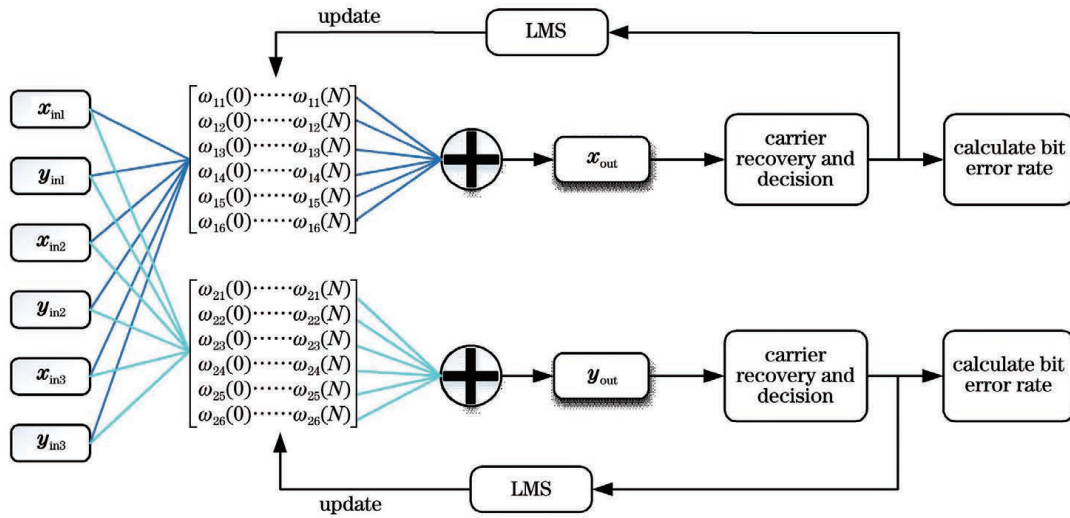 update
LMS
x_in1
y_in1
x_in2
y_in2
x_in3
y_in3
ω₁₁(0)······ω₁₁(N)
ω₁₂(0)······ω₁₂(N)
ω₁₃(0)······ω₁₃(N)
ω₁₄(0)······ω₁₄(N)
ω₁₅(0)······ω₁₅(N)
ω₁₆(0)······ω₁₆(N)
x_out
carrier
recovery and
decision
calculate bit
error rate
ω₂₁(0)······ω₂₁(N)
ω₂₂(0)······ω₂₂(N)
ω₂₃(0)······ω₂₃(N)
ω₂₄(0)······ω₂₄(N)
ω₂₅(0)······ω₂₅(N)
ω₂₆(0)······ω₂₆(N)
y_out
carrier
recovery and
decision
calculate bit
error rate
update
LMS